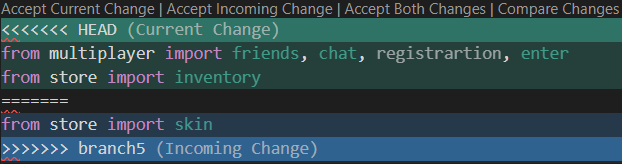 Accept Current Change | Accept Incoming Change | Accept Both Changes | Compare Changes
<<<<<<< HEAD (Current Change)
from multiplayer import friends, chat, registrartion, enter
from store import inventory
=======
from store import skin
>>>>>>> branch5 (Incoming Change)